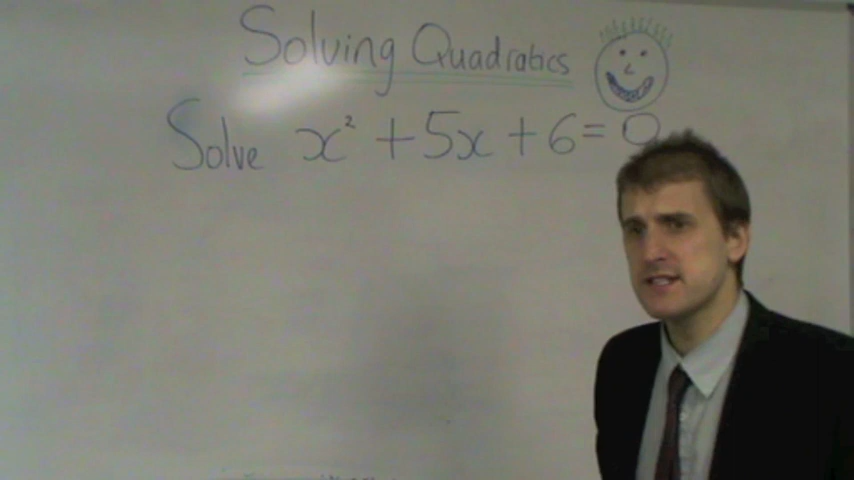 Solving Quadratics
Solve x² + 5x + 6 = 0